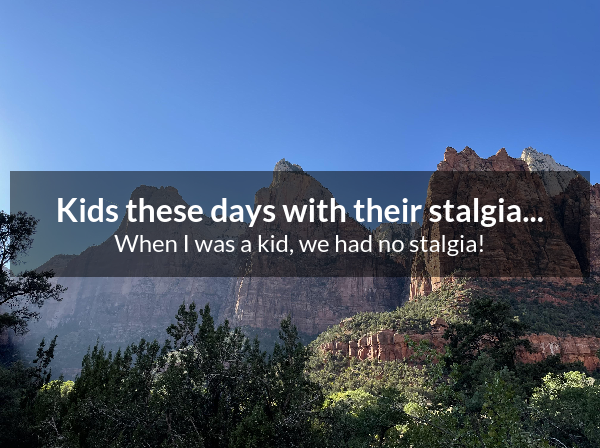 Kids these days with their stalgia...
When I was a kid, we had no stalgia!